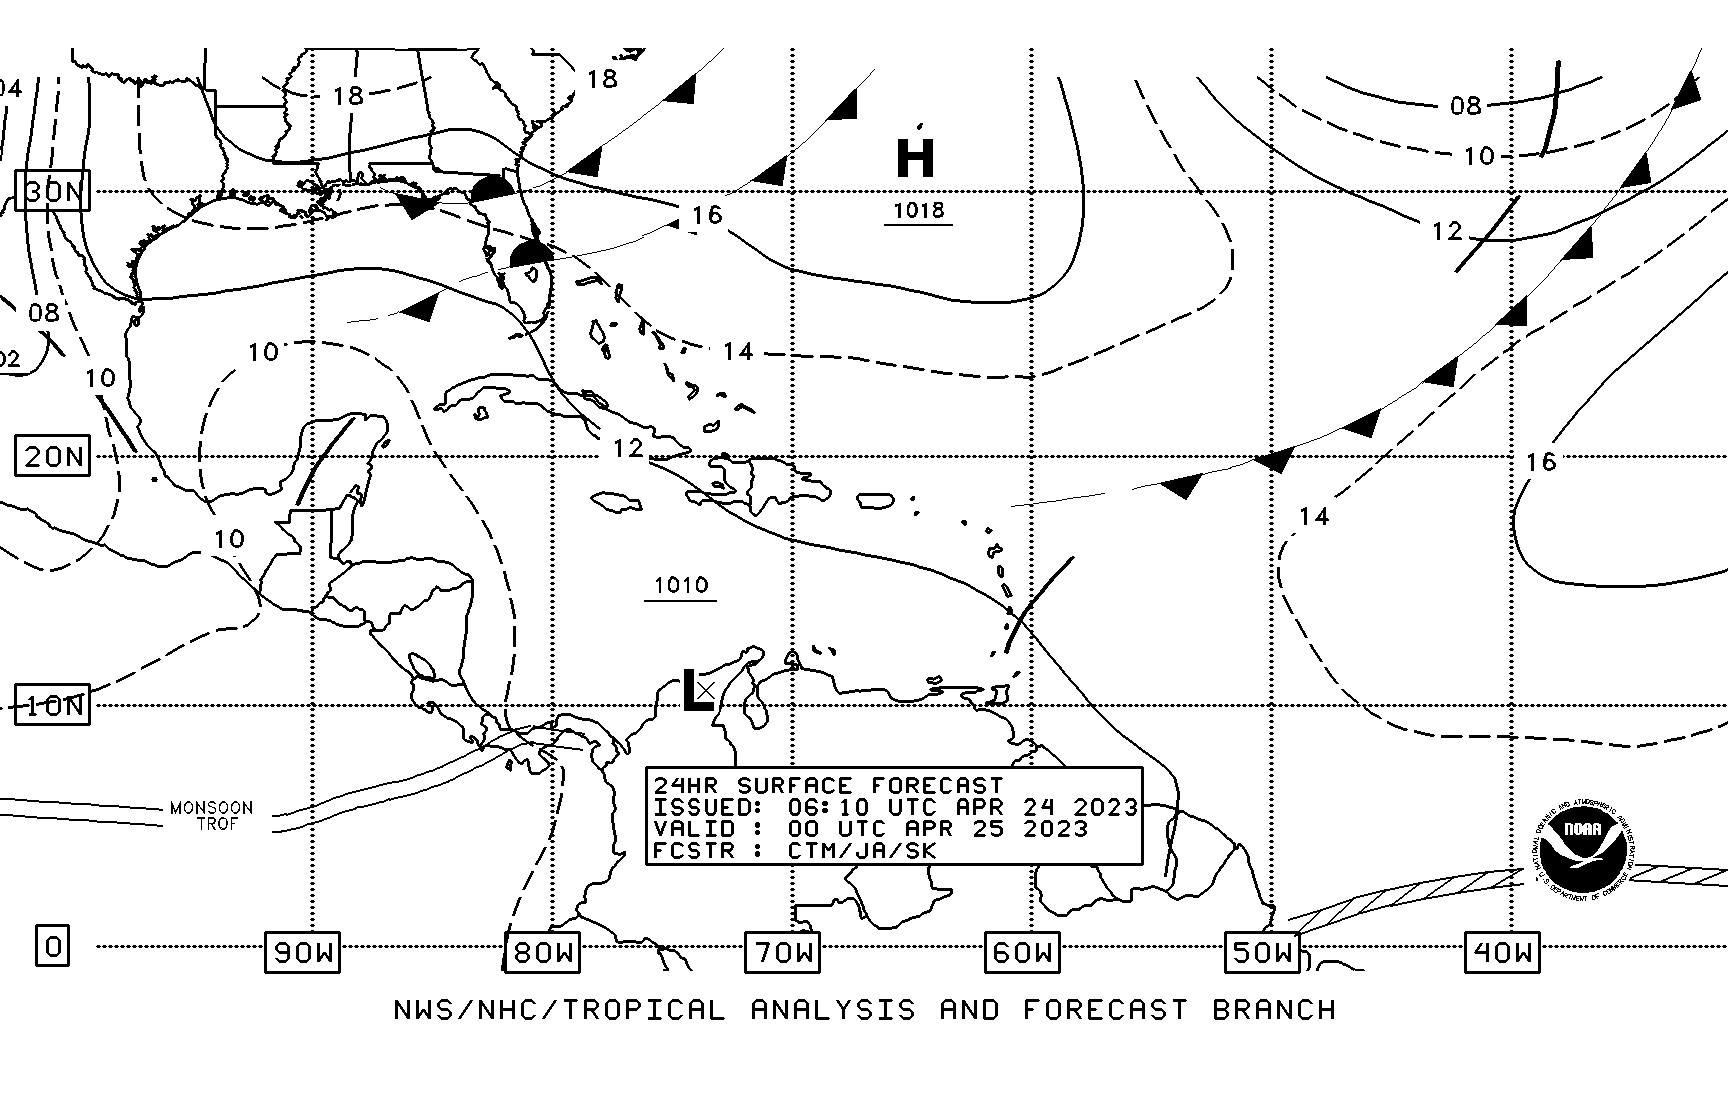 04
18
18
08
10
H
1018
30N
16
12
08
02
10
10
14
20N
12
16
14
10
1010
10N
L
MONSOON
TROF
24HR SURFACE FORECAST
ISSUED: 06:10 UTC APR 24 2023
VALID : 00 UTC APR 25 2023
FCSTR : CTM/JA/SK
NOAA
NATIONAL OCEANIC AND ATMOSPHERIC ADMINISTRATION
U.S. DEPARTMENT OF COMMERCE
0
90W
80W
70W
60W
50W
40W
NWS/NHC/TROPICAL ANALYSIS AND FORECAST BRANCH